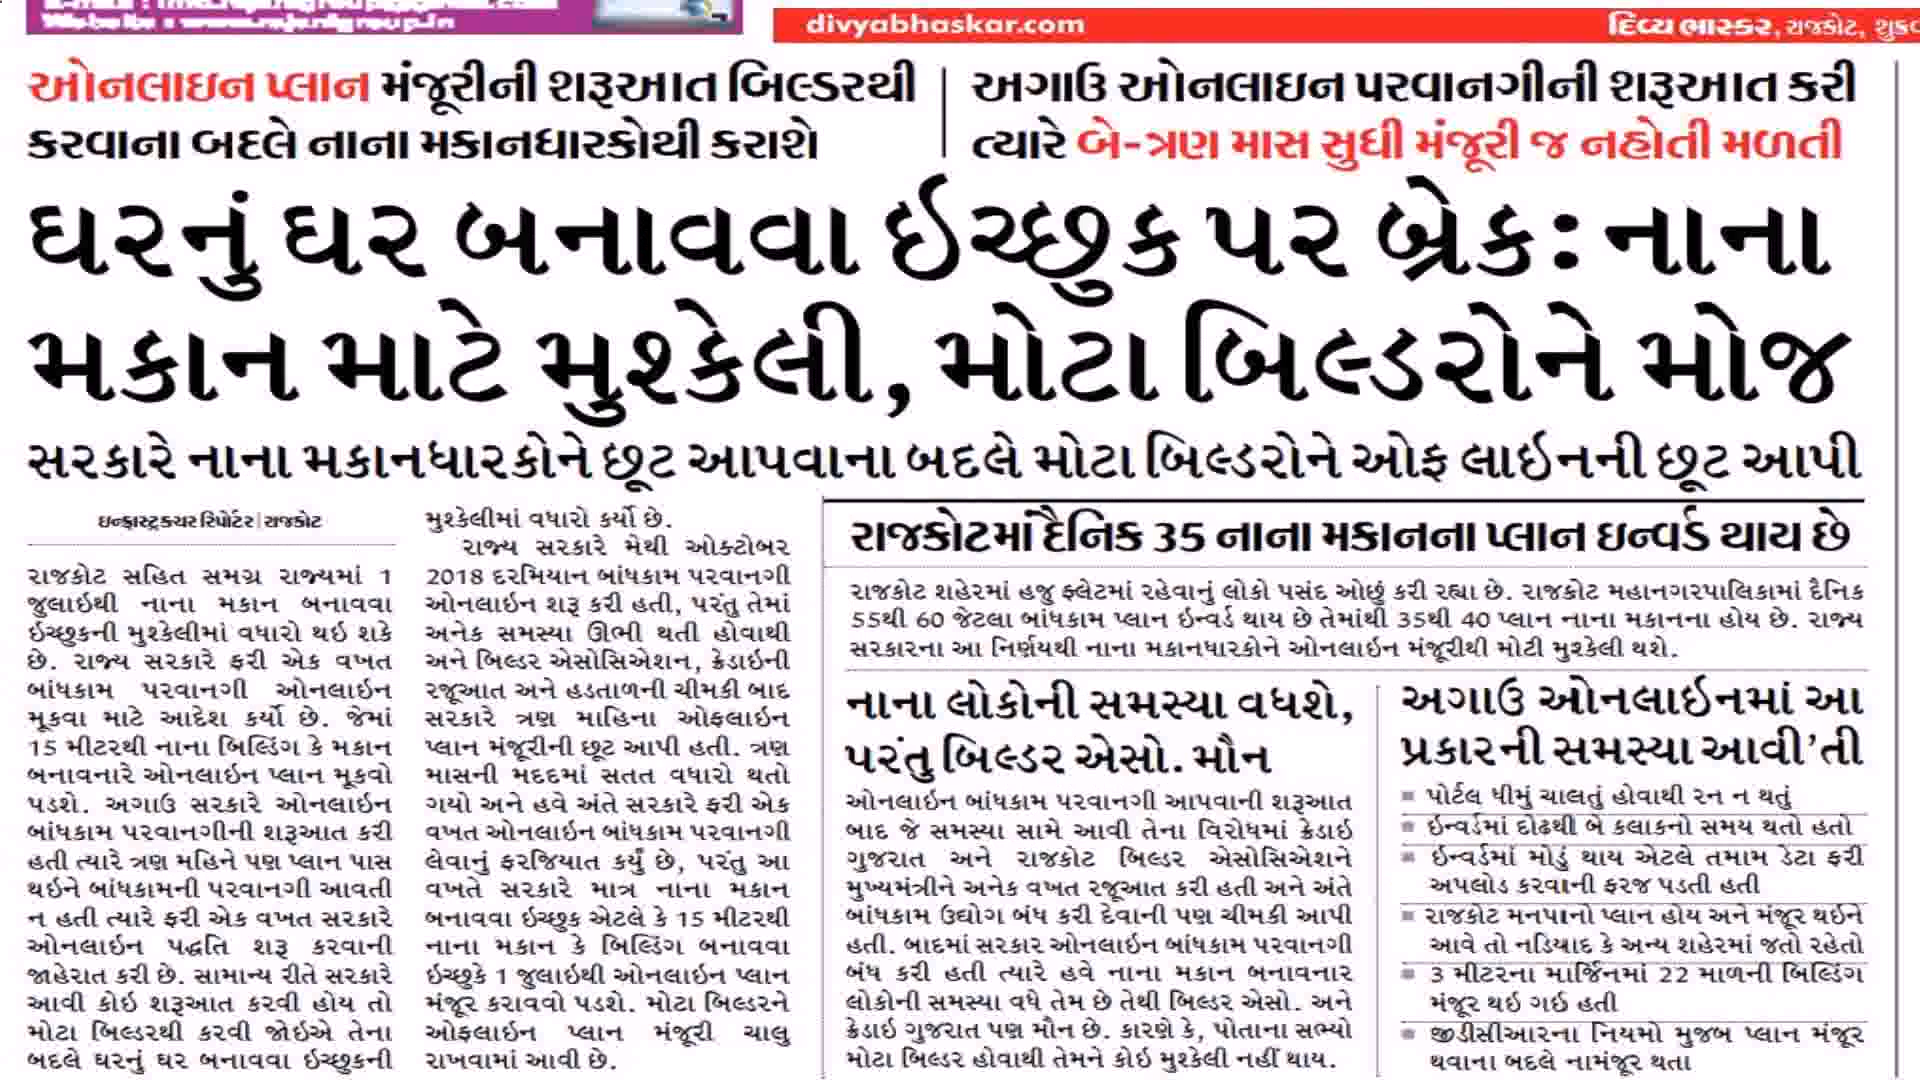 Website : www.rajnigroup.in
divyabhaskar.com
દિવ્ય ભાસ્કર, રાજકોટ,
ઓનલાઇન પ્લાન મંજૂરીની શરૂઆત બિલ્ડરથી
કરવાના બદલે નાના મકાનધારકોથી કરાશે
અગાઉ ઓનલાઇન પરવાનગીની શરૂઆત કરી
ત્યારે બે-ત્રણ માસ સુધી મંજૂરી જ નહોતી મળતી
ઘરનું ઘર બનાવવા ઈચ્છુક પર બ્રેક: નાના
મકાન માટે મુશ્કેલી, મોટા બિલ્ડરોને મોજ
સરકારે નાના મકાનધારકોને છૂટ આપવાના બદલે મોટા બિલ્ડરોને ઓફ લાઇનની છૂટ આપી
ઇન્ફ્રાસ્ટ્રક્ચર રિપોર્ટર|રાજકોટ
રાજકોટ સહિત સમગ્ર રાજ્યમાં 1
જુલાઇથી નાના મકાન બનાવવા
ઇચ્છુકની મુશ્કેલીમાં વધારો થઇ શકે
છે. રાજ્ય સરકારે ફરી એક વખત
બાંધકામ પરવાનગી ઓનલાઇન
મૂકવા માટે આદેશ કર્યો છે. જેમાં
15 મીટરથી નાના બિલ્ડિંગ કે મકાન
બનાવનારે ઓનલાઇન પ્લાન મૂકવો
પડશે. અગાઉ સરકારે ઓનલાઇન
બાંધકામ પરવાનગીની શરૂઆત કરી
હતી ત્યારે ત્રણ મહિને પણ પ્લાન પાસ
થઇને બાંધકામની પરવાનગી આવતી
ન હતી ત્યારે ફરી એક વખત સરકારે
ઓનલાઇન પદ્ધતિ શરૂ કરવાની
જાહેરાત કરી છે. સામાન્ય રીતે સરકારે
આવી કોઇ શરૂઆત કરવી હોય તો
મોટા બિલ્ડરથી કરવી જોઇએ તેના
બદલે ઘરનું ઘર બનાવવા ઇચ્છુકની
મુશ્કેલીમાં વધારો કર્યો છે.
રાજ્ય સરકારે મેથી ઓક્ટોબર
2018 દરમિયાન બાંધકામ પરવાનગી
ઓનલાઇન શરૂ કરી હતી, પરંતુ તેમાં
અનેક સમસ્યા ઊભી થતી હોવાથી
અને બિલ્ડર એસોસિએશન, ક્રેડાઇની
રજૂઆત અને હડતાળની ચીમકી બાદ
સરકારે ત્રણ માહિના ઓફલાઇન
પ્લાન મંજૂરીની છૂટ આપી હતી. ત્રણ
માસની મદદમાં સતત વધારો થતો
ગયો અને હવે અંતે સરકારે ફરી એક
વખત ઓનલાઇન બાંધકામ પરવાનગી
લેવાનું ફરજિયાત કર્યું છે, પરંતુ આ
વખતે સરકારે માત્ર નાના મકાન
બનાવવા ઇચ્છુક એટલે કે 15 મીટરથી
નાના મકાન કે બિલ્ડિંગ બનાવવા
ઇચ્છુકે 1 જુલાઇથી ઓનલાઇન પ્લાન
મંજૂર કરાવવો પડશે. મોટા બિલ્ડરને
ઓફલાઇન પ્લાન મંજૂરી ચાલુ
રાખવામાં આવી છે.
રાજકોટમાં દૈનિક 35 નાના મકાનના પ્લાન ઇન્વર્ડ થાય છે
રાજકોટ શહેરમાં હજુ ફ્લેટમાં રહેવાનું લોકો પસંદ ઓછું કરી રહ્યા છે. રાજકોટ મહાનગરપાલિકામાં દૈનિક
55થી 60 જેટલા બાંધકામ પ્લાન ઇન્વર્ડ થાય છે તેમાંથી 35થી 40 પ્લાન નાના મકાનના હોય છે. રાજ્ય
સરકારના આ નિર્ણયથી નાના મકાનધારકોને ઓનલાઇન મંજૂરીથી મોટી મુશ્કેલી થશે.
નાના લોકોની સમસ્યા વધશે,
પરંતુ બિલ્ડર એસો. મૌન
ઓનલાઇન બાંધકામ પરવાનગી આપવાની શરૂઆત
બાદ જે સમસ્યા સામે આવી તેના વિરોધમાં ક્રેડાઇ
ગુજરાત અને રાજકોટ બિલ્ડર એસોસિએશને
મુખ્યમંત્રીને અનેક વખત રજૂઆત કરી હતી અને અંતે
બાંધકામ ઉદ્યોગ બંધ કરી દેવાની પણ ચીમકી આપી
હતી. બાદમાં સરકાર ઓનલાઇન બાંધકામ પરવાનગી
બંધ કરી હતી ત્યારે હવે નાના મકાન બનાવનાર
લોકોની સમસ્યા વધે તેમ છે તેથી બિલ્ડર એસો. અને
ક્રેડાઇ ગુજરાત પણ મૌન છે. કારણે કે, પોતાના સભ્યો
મોટા બિલ્ડર હોવાથી તેમને કોઇ મુશ્કેલી નહીં થાય.
અગાઉ ઓનલાઇનમાં આ
પ્રકારની સમસ્યા આવી'તી
પોર્ટલ ધીમું ચાલતું હોવાથી રન ન થતું
ઇન્વર્ડમાં દોઢથી બે કલાકનો સમય થતો હતો
ઇન્વર્ડમાં મોડું થાય એટલે તમામ ડેટા ફરી
અપલોડ કરવાની ફરજ પડતી હતી
રાજકોટ મનપાનો પ્લાન હોય અને મંજૂર થઇને
આવે તો નડિયાદ કે અન્ય શહેરમાં જતો રહેતો
3 મીટરના માર્જિનમાં 22 માળની બિલ્ડિંગ
મંજૂર થઇ ગઇ હતી
જીડીસીઆરના નિયમો મુજબ પ્લાન મંજૂર
થવાના બદલે નામંજૂર થતા